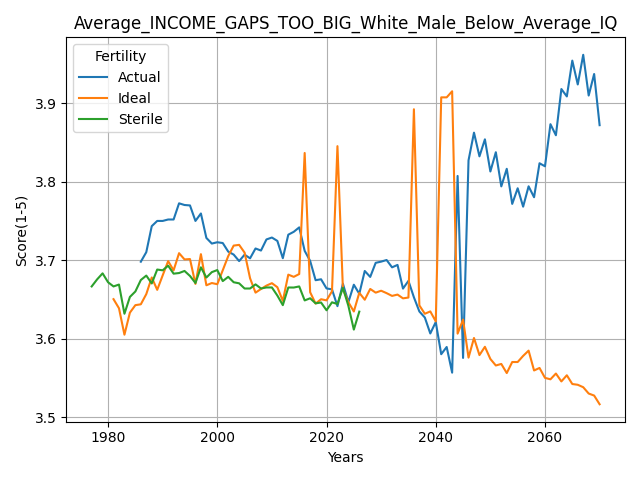 Average_INCOME_GAPS_TOO_BIG_White_Male_Below_Average_IQ
Fertility
Actual
Ideal
Sterile
3.9
3.8
3.7
3.6
3.5
Score(1-5)
1980 2000 2020 2040 2060
Years